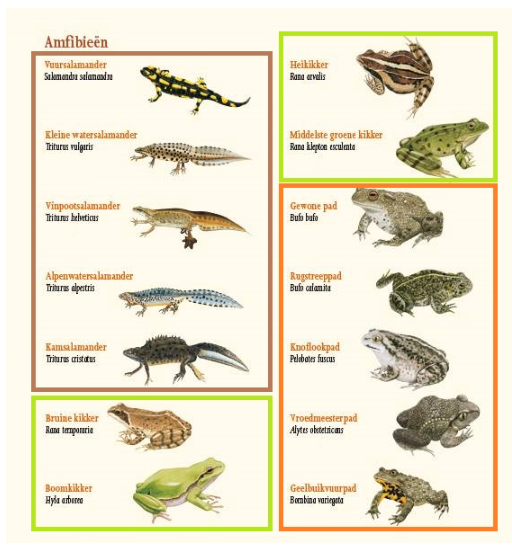 Amfibieën
Vuursalamander
Salamandra salamandra
Kleine watersalamander
Triturus vulgaris
Vinpootsalamander
Triturus helveticus
Alpenwatersalamander
Triturus alpestris
Kamsalamander
Triturus cristatus
Bruine kikker
Rana temporaria
Boomkikker
Hyla arborea
Heikikker
Rana arvalis
Middelste groene kikker
Rana klepton esculenta
Gewone pad
Bufo bufo
Rugstreeppad
Bufo calamita
Knoflookpad
Pelobates fuscus
Vroedmeesterpad
Alytes obstetricans
Geelbuikvuurpad
Bombina variegata